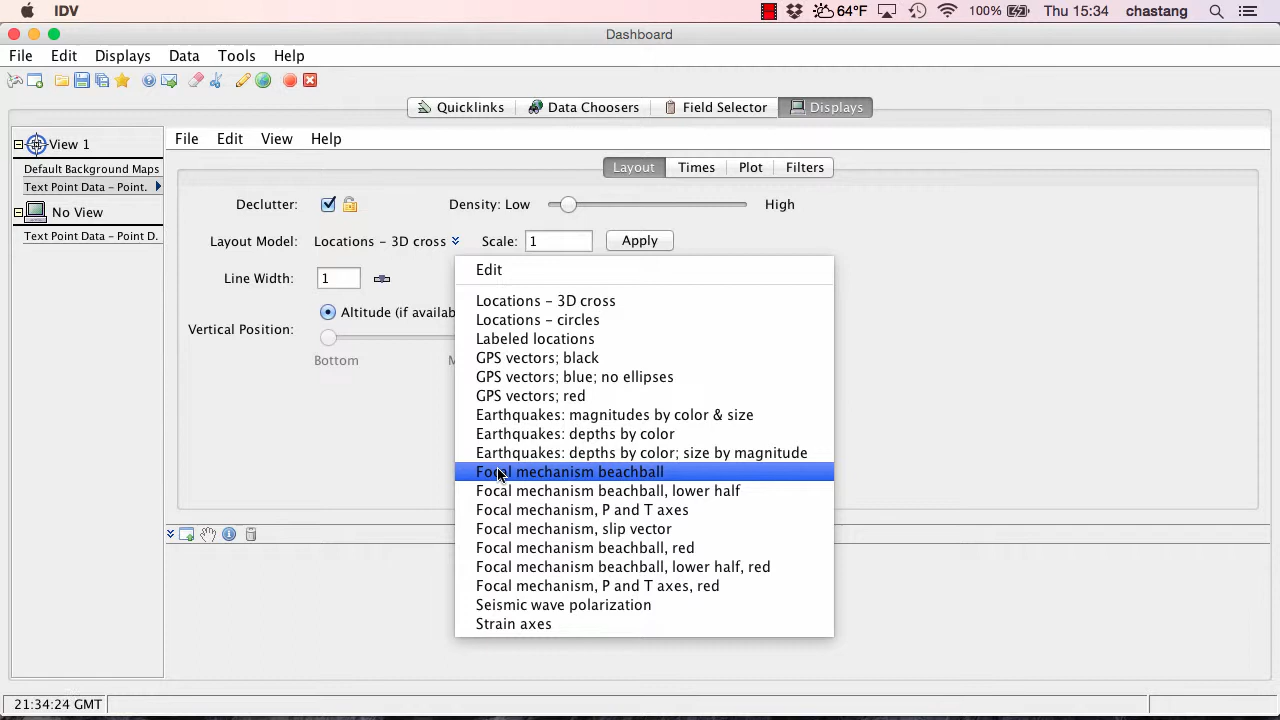 IDV 64°F 100% Thu 15:34 chastang
Dashboard
File Edit Displays Data Tools Help
Quicklinks Data Choosers Field Selector Displays
View 1
Default Background Maps
Text Point Data – Point.
No View
Text Point Data – Point D.
File Edit View Help
Layout Times Plot Filters
Declutter: Density: Low High
Layout Model: Locations – 3D cross Scale: 1 Apply
Line Width: 1
Altitude (if availab
Vertical Position:
Bottom M
Edit
Locations – 3D cross
Locations – circles
Labeled locations
GPS vectors; black
GPS vectors; blue; no ellipses
GPS vectors; red
Earthquakes: magnitudes by color & size
Earthquakes: depths by color
Earthquakes: depths by color; size by magnitude
Focal mechanism beachball
Focal mechanism beachball, lower half
Focal mechanism, P and T axes
Focal mechanism, slip vector
Focal mechanism beachball, red
Focal mechanism beachball, lower half, red
Focal mechanism, P and T axes, red
Seismic wave polarization
Strain axes
21:34:24 GMT